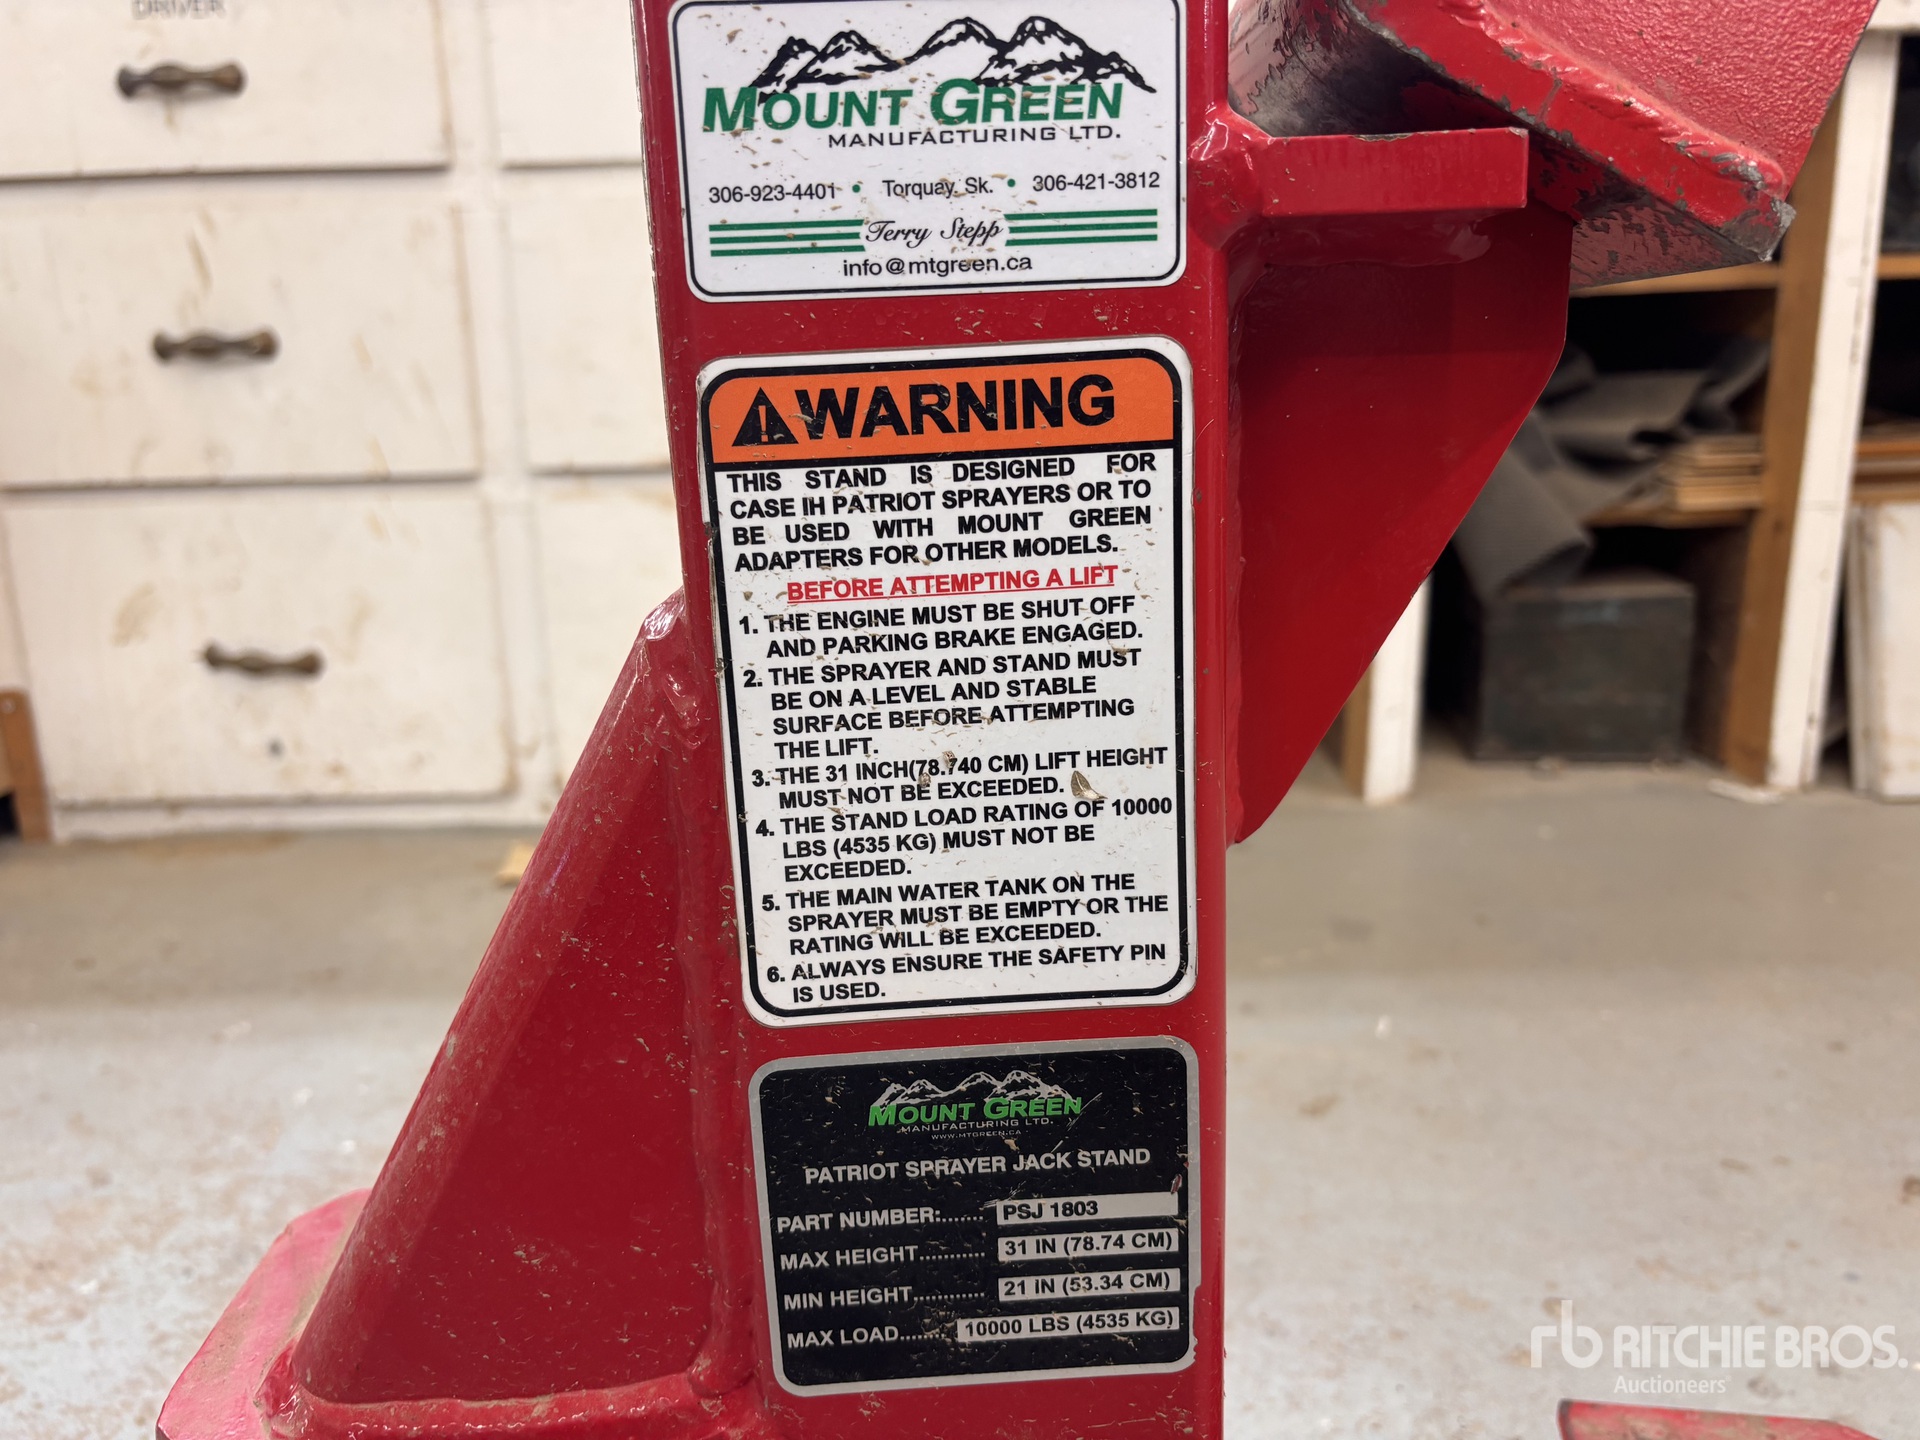 DRIVER
MOUNT GREEN
MANUFACTURING LTD.
306-923-4401 • Torquay, Sk. • 306-421-3812
Terry Stepp
info@mtgreen.ca
WARNING
THIS STAND IS DESIGNED FOR
CASE IH PATRIOT SPRAYERS OR TO
BE USED WITH MOUNT GREEN
ADAPTERS FOR OTHER MODELS.
BEFORE ATTEMPTING A LIFT
1. THE ENGINE MUST BE SHUT OFF
AND PARKING BRAKE ENGAGED.
2. THE SPRAYER AND STAND MUST
BE ON A LEVEL AND STABLE
SURFACE BEFORE ATTEMPTING
THE LIFT.
3. THE 31 INCH(78.740 CM) LIFT HEIGHT
MUST NOT BE EXCEEDED.
4. THE STAND LOAD RATING OF 10000
LBS (4535 KG) MUST NOT BE
EXCEEDED.
5. THE MAIN WATER TANK ON THE
SPRAYER MUST BE EMPTY OR THE
RATING WILL BE EXCEEDED.
6. ALWAYS ENSURE THE SAFETY PIN
IS USED.
MOUNT GREEN
MANUFACTURING LTD.
WWW.MTGREEN.CA
PATRIOT SPRAYER JACK STAND
PART NUMBER:....... PSJ 1803
MAX HEIGHT........... 31 IN (78.74 CM)
MIN HEIGHT............ 21 IN (53.34 CM)
MAX LOAD....... 10000 LBS (4535 KG)
rb RITCHIE BROS.
Auctioneers